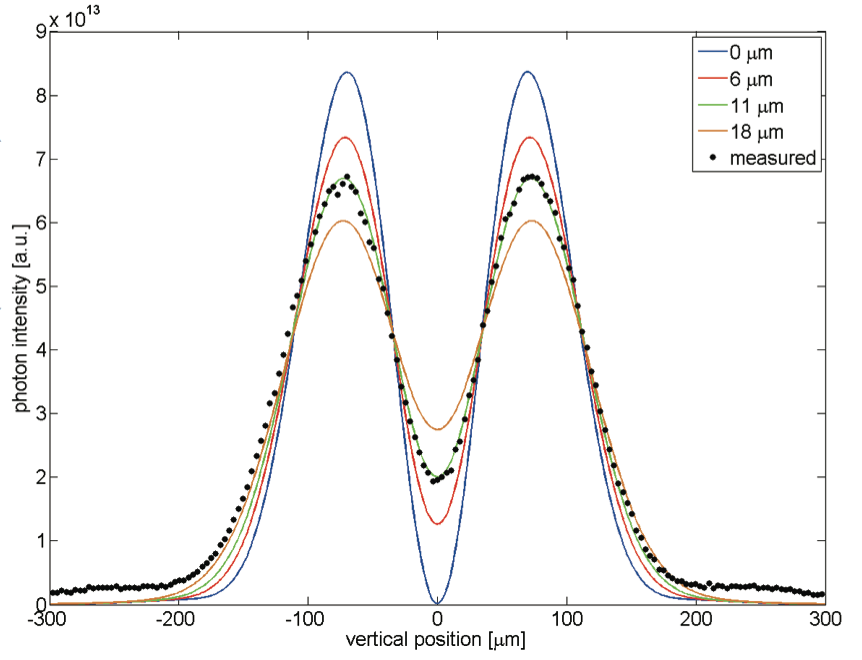 9 x 10^13
8
7
6
5
4
3
2
1
0
photon intensity [a.u.]
-300 -200 -100 0 100 200 300
vertical position [μm]
0 μm
6 μm
11 μm
18 μm
measured